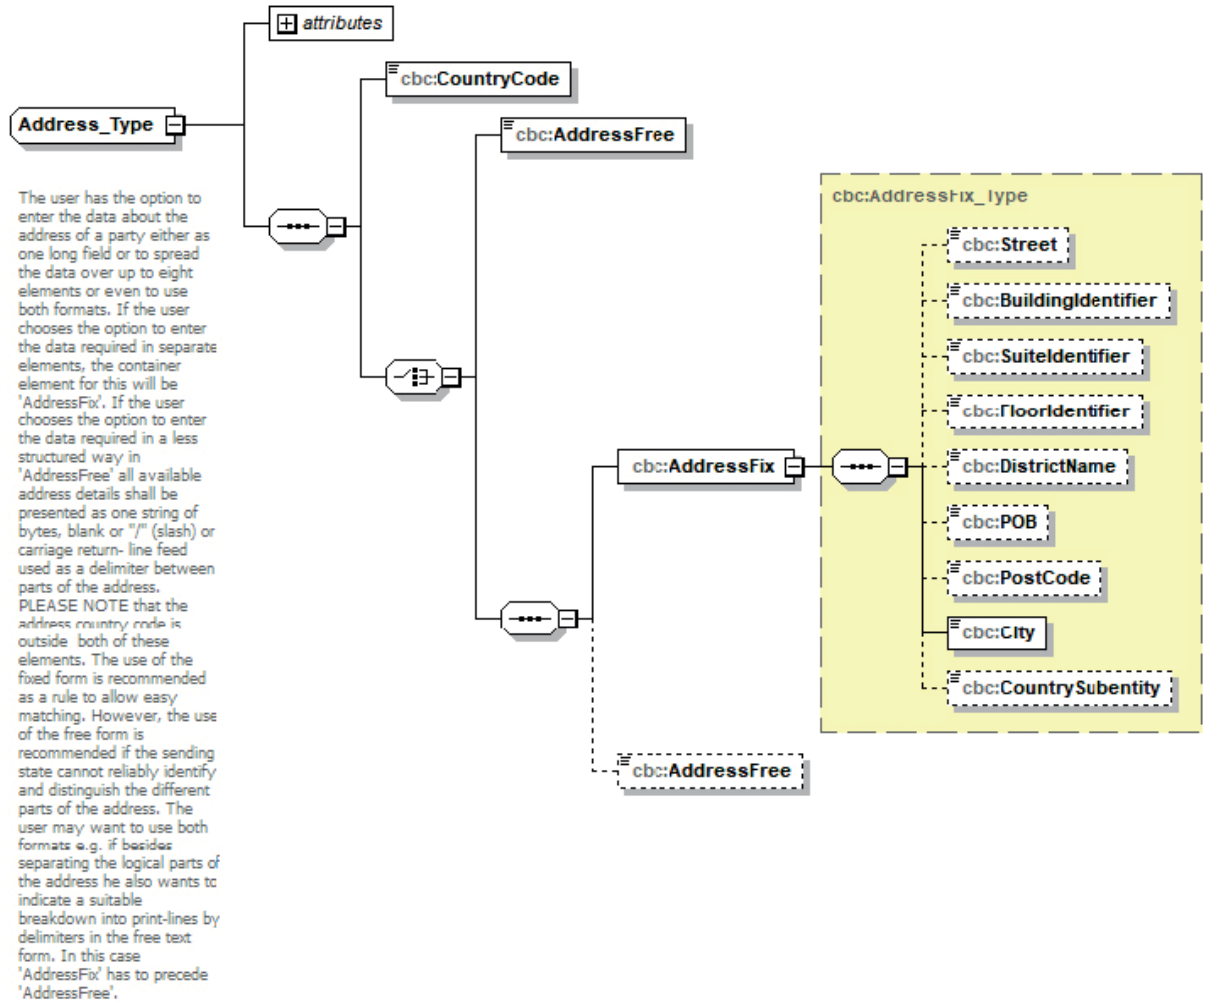 attributes
cbc:CountryCode
Address_Type
cbc:AddressFree
The user has the option to
enter the data about the
address of a party either as
one long field or to spread
the data over up to eight
elements or even to use
both formats. If the user
chooses the option to enter
the data required in separate
elements, the container
element for this will be
'AddressFix'. If the user
chooses the option to enter
the data required in a less
structured way in
'AddressFree' all available
address details shall be
presented as one string of
bytes, blank or "/" (slash) or
carriage return- line feed
used as a delimiter between
parts of the address.
PLEASE NOTE that the
address country code is
outside both of these
elements. The use of the
fixed form is recommended
as a rule to allow easy
matching. However, the use
of the free form is
recommended if the sending
state cannot reliably identify
and distinguish the different
parts of the address. The
user may want to use both
formats e.g. if besides
separating the logical parts of
the address he also wants to
indicate a suitable
breakdown into print-lines by
delimiters in the free text
form. In this case
'AddressFix' has to precede
'AddressFree'.
cbc:AddressFix_Type
cbc:Street
cbc:BuildingIdentifier
cbc:SuiteIdentifier
cbc:FloorIdentifier
cbc:AddressFix
cbc:DistrictName
cbc:POB
cbc:PostCode
cbc:City
cbc:CountrySubentity
cbc:AddressFree